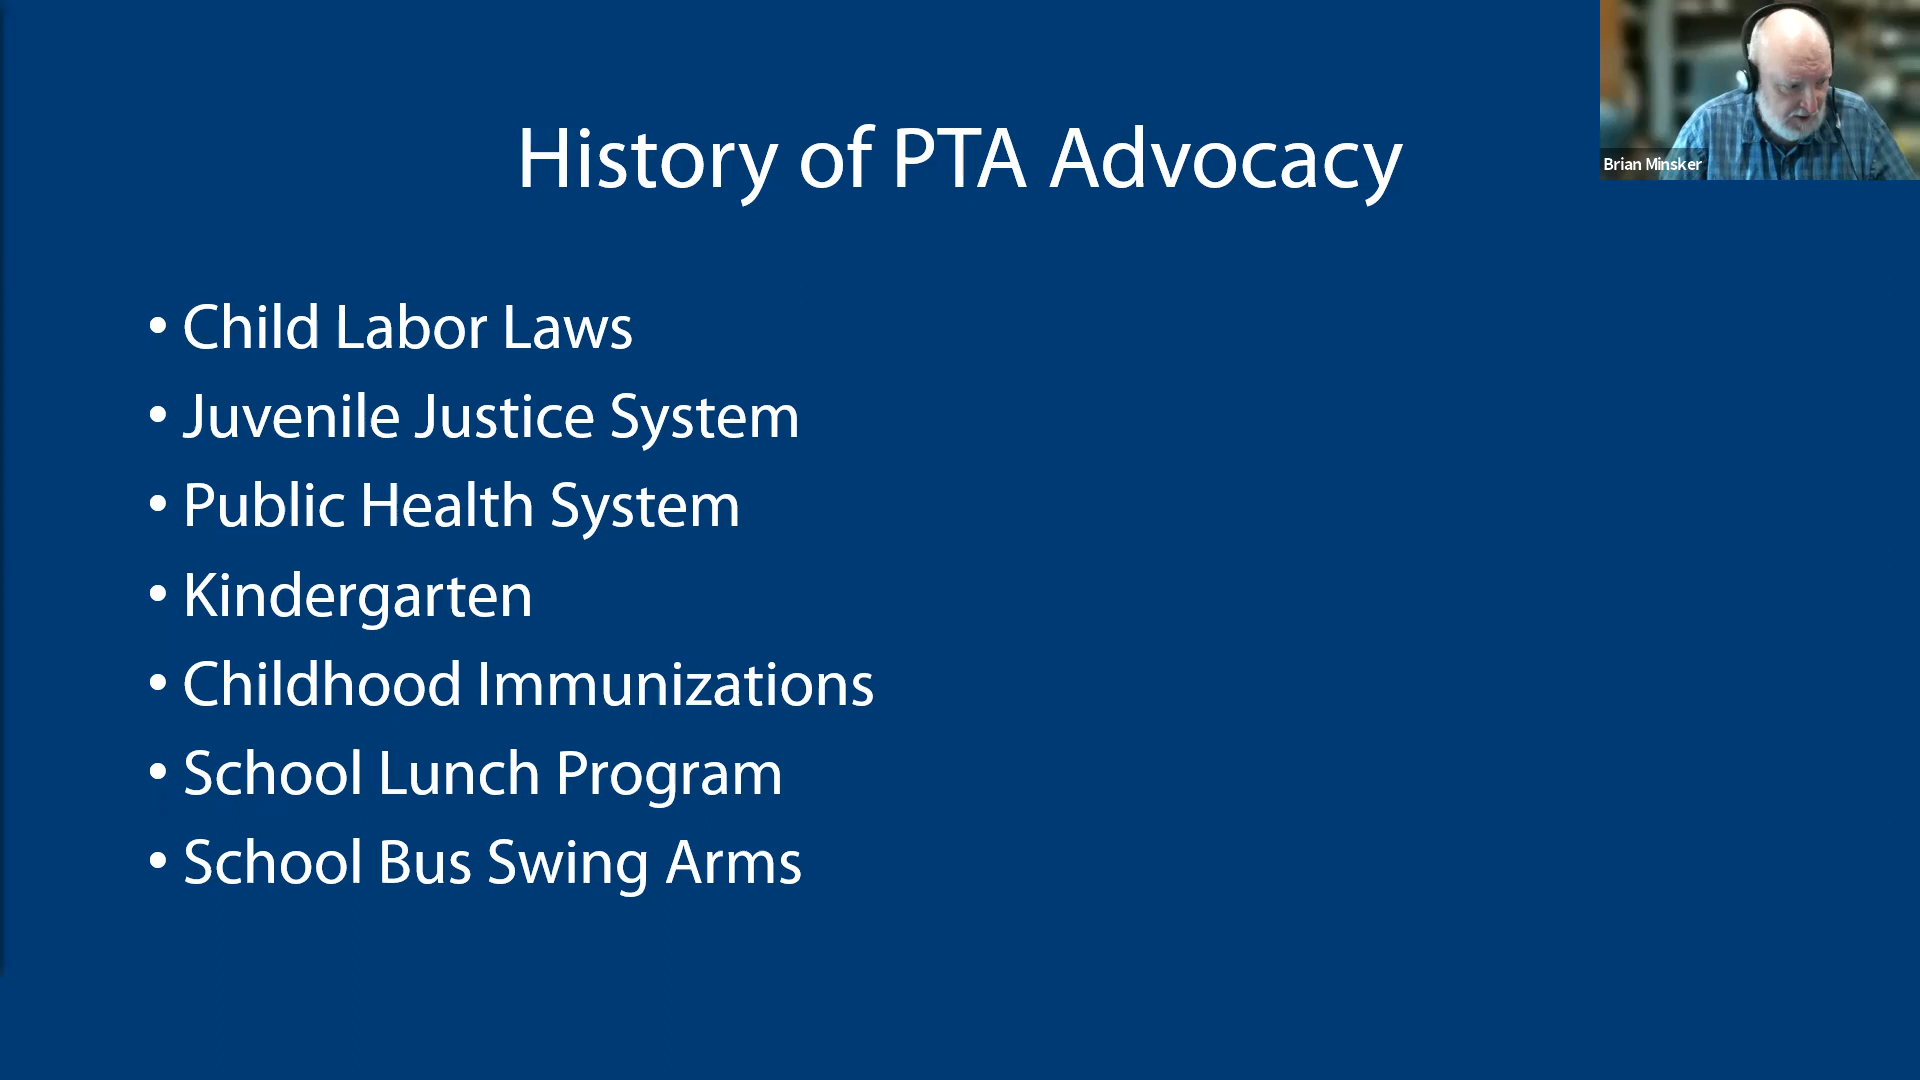 History of PTA Advocacy
Brian Minsker
• Child Labor Laws
• Juvenile Justice System
• Public Health System
• Kindergarten
• Childhood Immunizations
• School Lunch Program
• School Bus Swing Arms